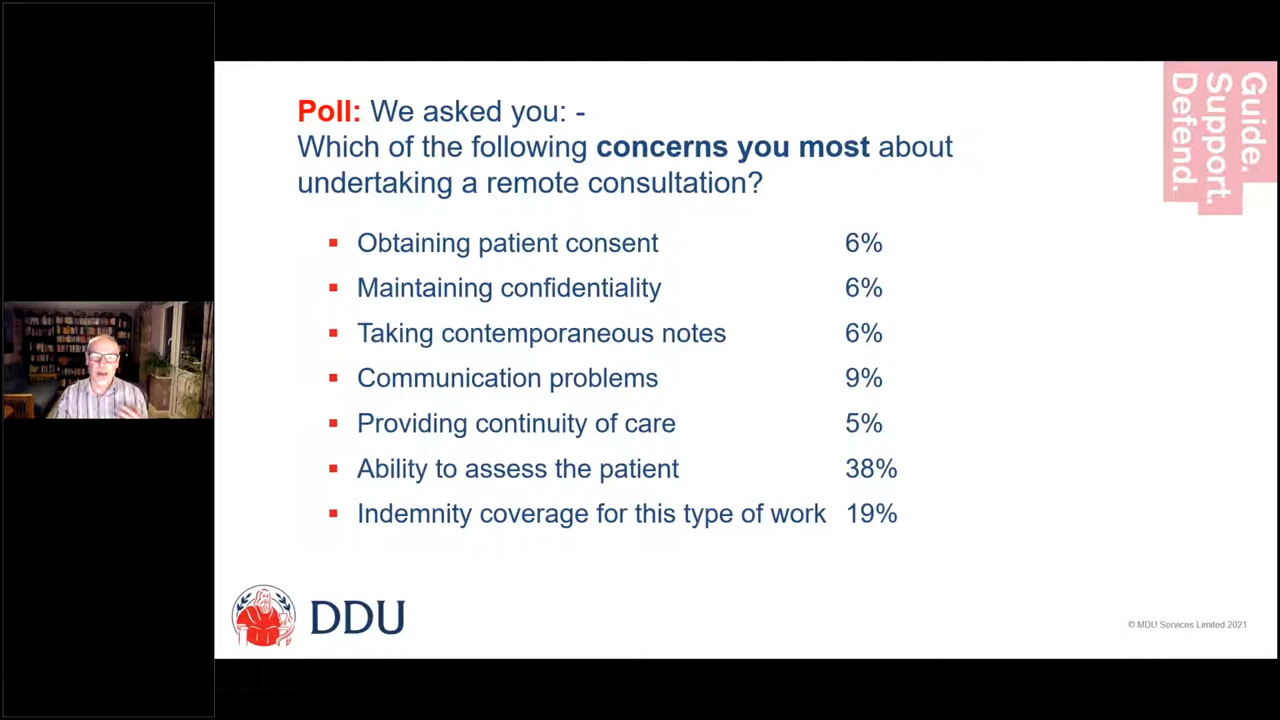 Poll: We asked you: -
Which of the following concerns you most about
undertaking a remote consultation?
Guide.
Support.
Defend.
▪ Obtaining patient consent 6%
▪ Maintaining confidentiality 6%
▪ Taking contemporaneous notes 6%
▪ Communication problems 9%
▪ Providing continuity of care 5%
▪ Ability to assess the patient 38%
▪ Indemnity coverage for this type of work 19%
DDU
© MDU Services Limited 2021